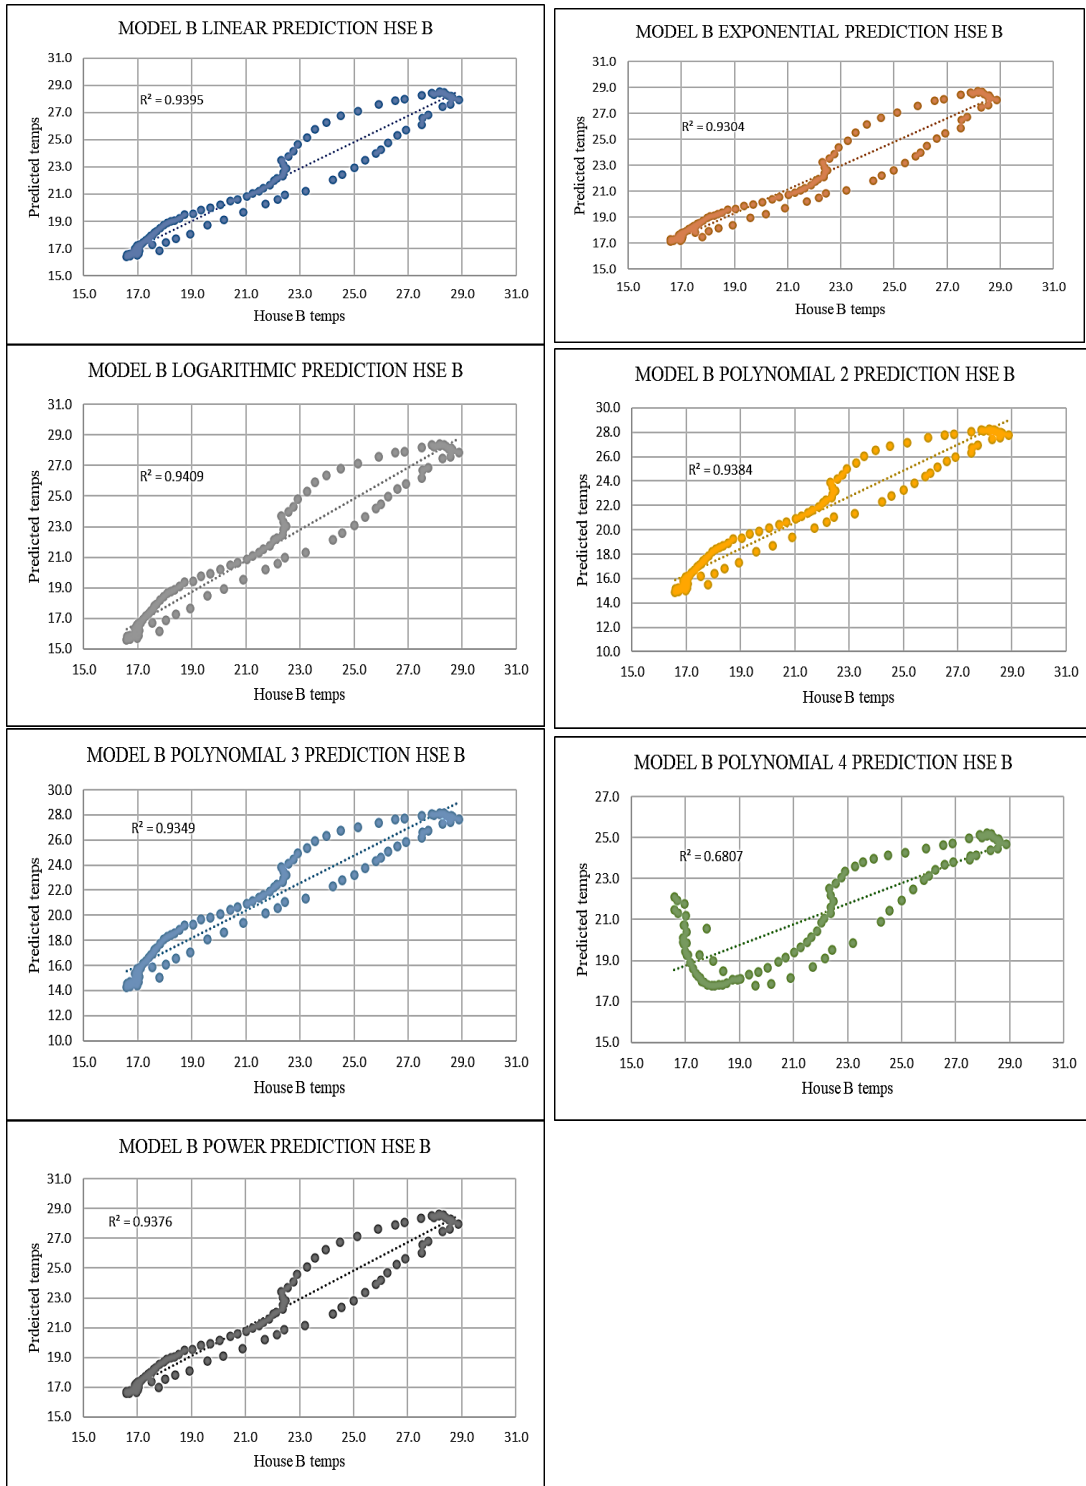 MODEL B LINEAR PREDICTION HSE B
31.0
29.0
27.0
25.0
23.0
21.0
19.0
17.0
15.0
R² = 0.9395
Predicted temps
15.0 17.0 19.0 21.0 23.0 25.0 27.0 29.0 31.0
House B temps
MODEL B EXPONENTIAL PREDICTION HSE B
31.0
29.0
27.0
25.0
23.0
21.0
19.0
17.0
15.0
R² = 0.9304
Predicted temps
15.0 17.0 19.0 21.0 23.0 25.0 27.0 29.0 31.0
House B temps
MODEL B LOGARITHMIC PREDICTION HSE B
31.0
29.0
27.0
25.0
23.0
21.0
19.0
17.0
15.0
R² = 0.9409
Predicted temps
15.0 17.0 19.0 21.0 23.0 25.0 27.0 29.0 31.0
House B temps
MODEL B POLYNOMIAL 2 PREDICTION HSE B
30.0
28.0
26.0
24.0
22.0
20.0
18.0
16.0
14.0
12.0
10.0
R² = 0.9384
Predicted temps
15.0 17.0 19.0 21.0 23.0 25.0 27.0 29.0 31.0
House B temps
MODEL B POLYNOMIAL 3 PREDICTION HSE B
30.0
28.0
26.0
24.0
22.0
20.0
18.0
16.0
14.0
12.0
10.0
R² = 0.9349
Predicted temps
15.0 17.0 19.0 21.0 23.0 25.0 27.0 29.0 31.0
House B temps
MODEL B POLYNOMIAL 4 PREDICTION HSE B
27.0
25.0
23.0
21.0
19.0
17.0
15.0
R² = 0.6807
Predicted temps
15.0 17.0 19.0 21.0 23.0 25.0 27.0 29.0 31.0
House B temps
MODEL B POWER PREDICTION HSE B
31.0
29.0
27.0
25.0
23.0
21.0
19.0
17.0
15.0
R² = 0.9376
Prdeicted temps
15.0 17.0 19.0 21.0 23.0 25.0 27.0 29.0 31.0
House B temps